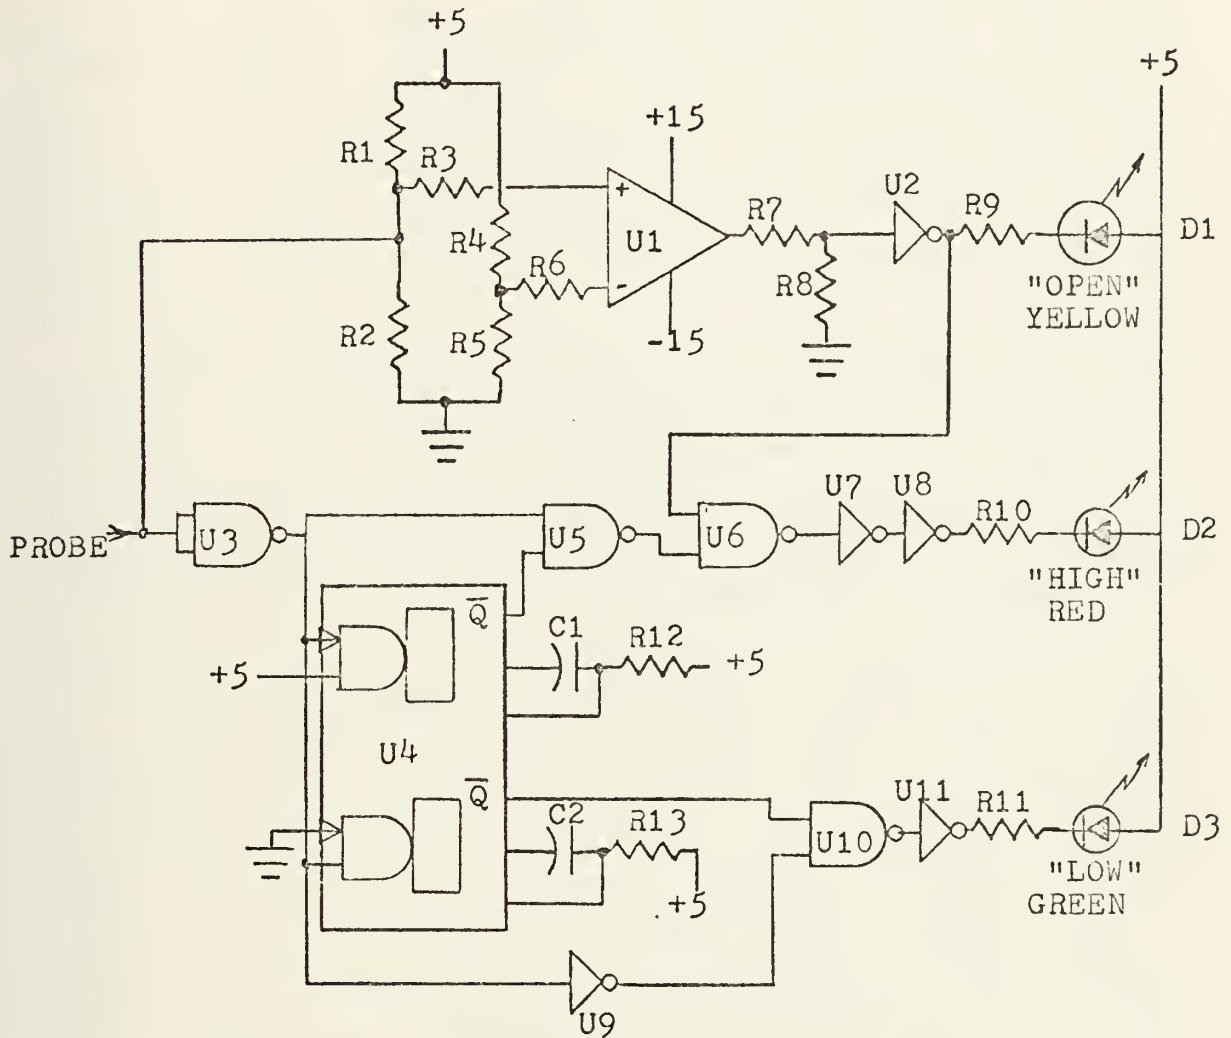 +5
+5
R1
R3
+15
U2
R7
R9
+
U1
R4
R6
-
R8
D1
"OPEN"
YELLOW
R2
R5
-15
PROBE
U3
U5
U6
U7
U8
R10
D2
"HIGH"
RED
Q
C1
R12
+5
+5
U4
Q
C2
R13
+5
U10
U11
R11
D3
"LOW"
GREEN
U9